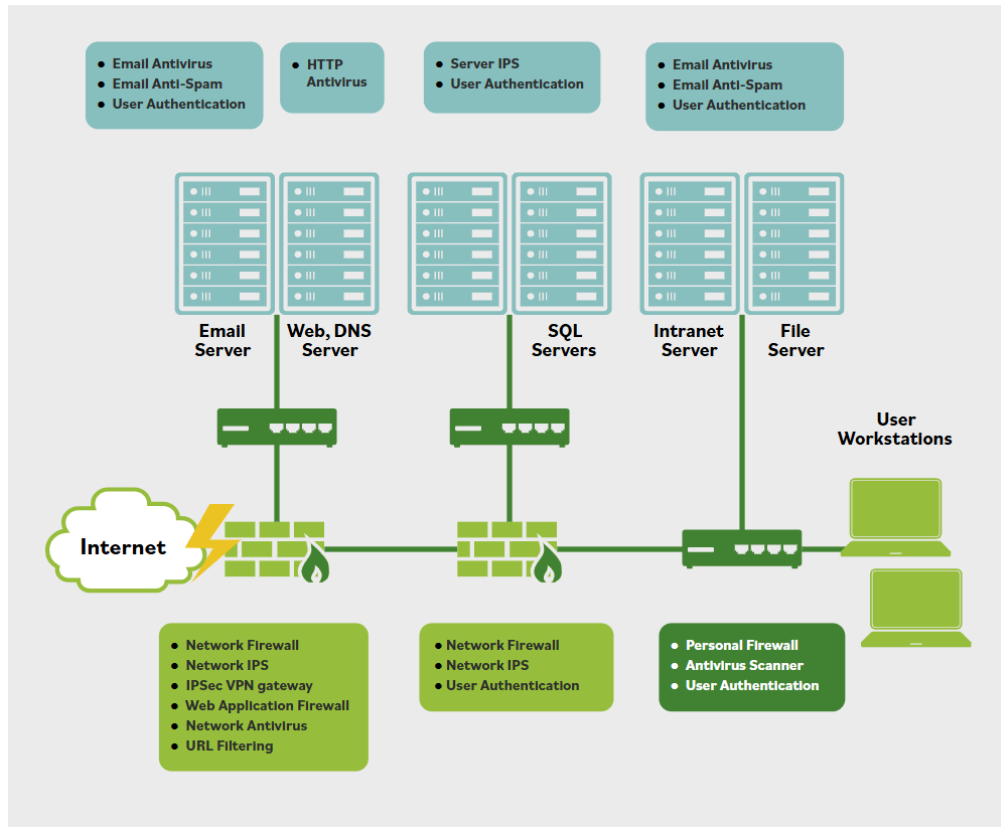 ● Email Antivirus
● Email Anti-Spam
● User Authentication
● HTTP
Antivirus
● Server IPS
● User Authentication
● Email Antivirus
● Email Anti-Spam
● User Authentication
Email
Server
Web, DNS
Server
SQL
Servers
Intranet
Server
File
Server
User
Workstations
Internet
● Network Firewall
● Network IPS
● IPSec VPN gateway
● Web Application Firewall
● Network Antivirus
● URL Filtering
● Network Firewall
● Network IPS
● User Authentication
● Personal Firewall
● Antivirus Scanner
● User Authentication